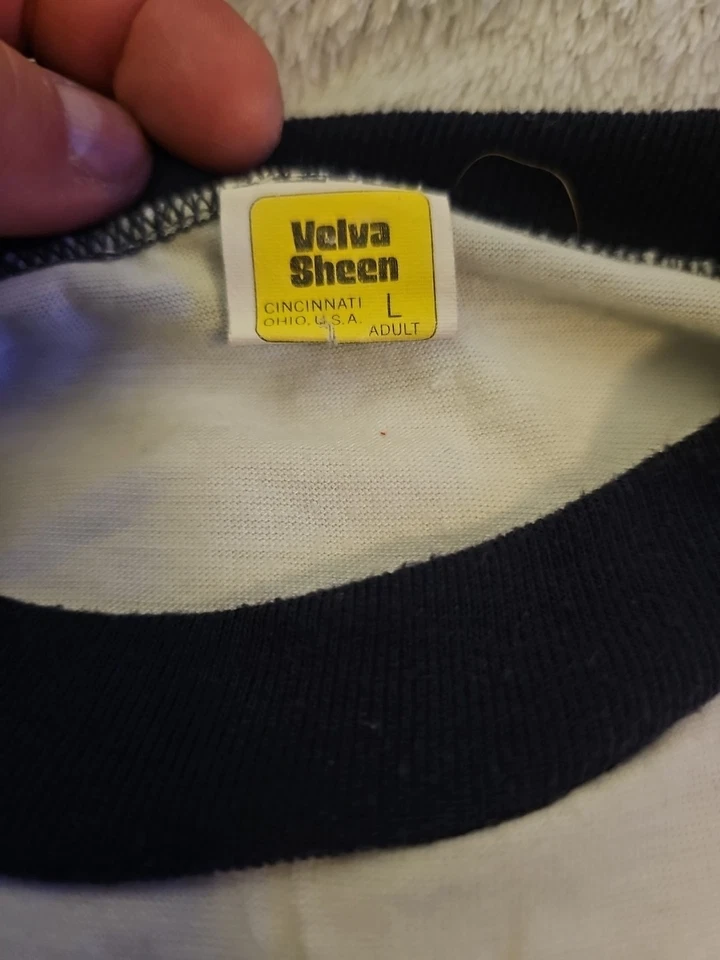 Velva
Sheen
CINCINNATI L
OHIO, U.S.A. ADULT